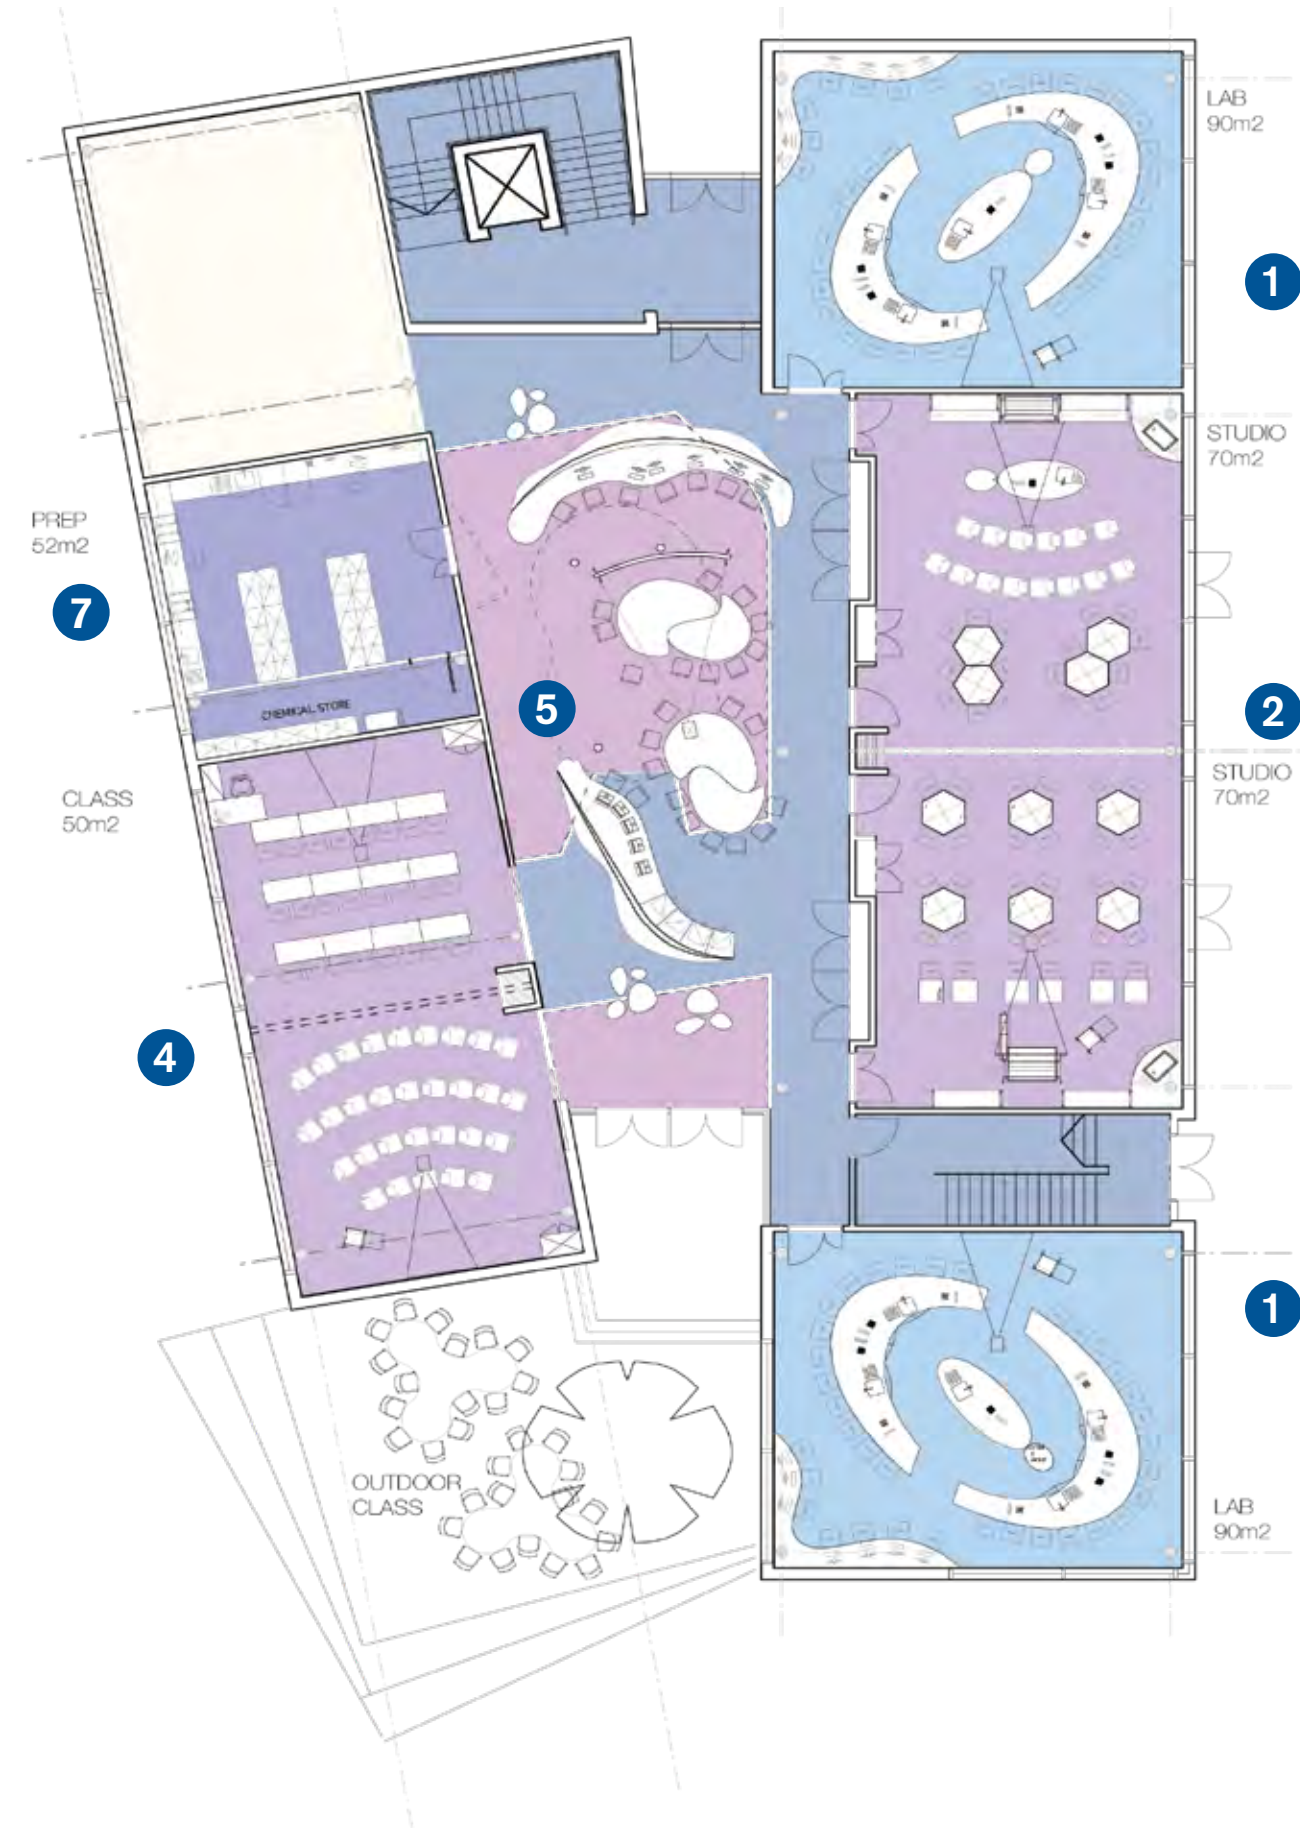 LAB
90m2
1
STUDIO
70m2
PREP
52m2
7
CHEMICAL STORE
5
2
STUDIO
70m2
CLASS
50m2
4
1
OUTDOOR
CLASS
LAB
90m2